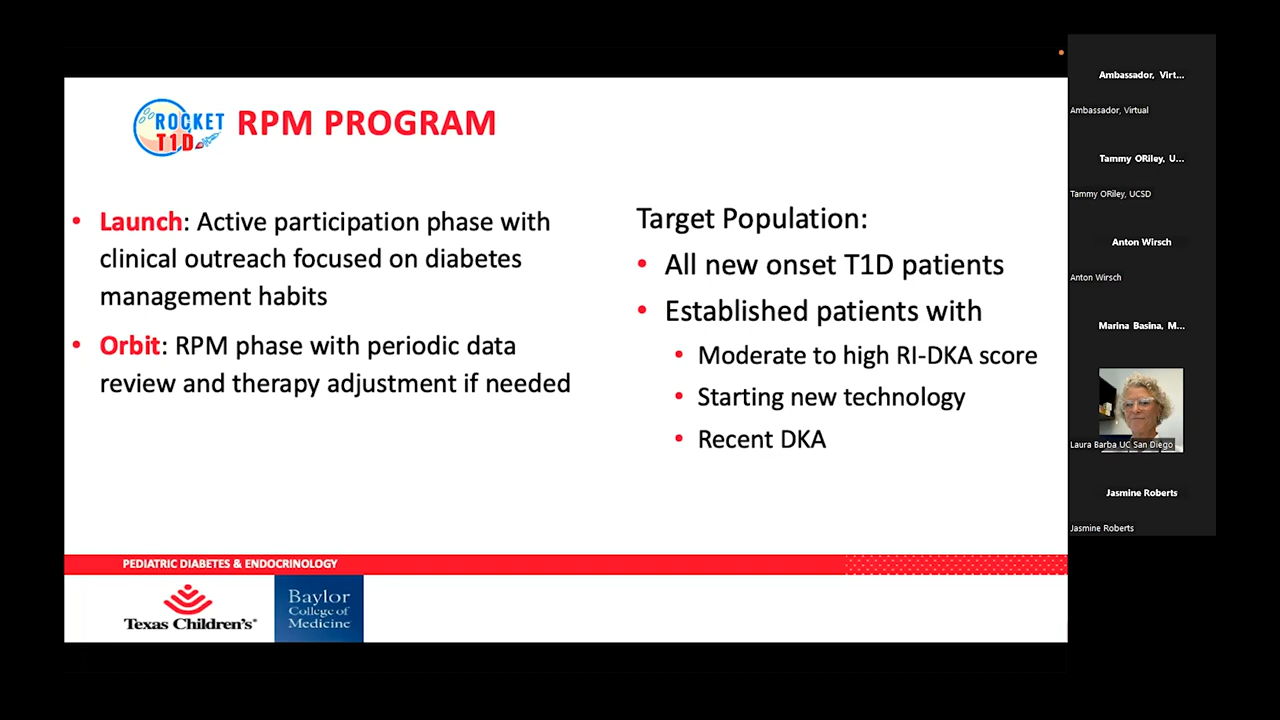 ROCKET
T1D
RPM PROGRAM
• Launch: Active participation phase with
clinical outreach focused on diabetes
management habits
• Orbit: RPM phase with periodic data
review and therapy adjustment if needed
Target Population:
• All new onset T1D patients
• Established patients with
• Moderate to high RI-DKA score
• Starting new technology
• Recent DKA
PEDIATRIC DIABETES & ENDOCRINOLOGY
Texas Children's®
Baylor
College of
Medicine
Ambassador, Virt...
Ambassador, Virtual
Tammy ORiley, U...
Tammy ORiley, UCSD
Anton Wirsch
Anton Wirsch
Marina Basina, M...
Laura Barba UC San Diego
Jasmine Roberts
Jasmine Roberts